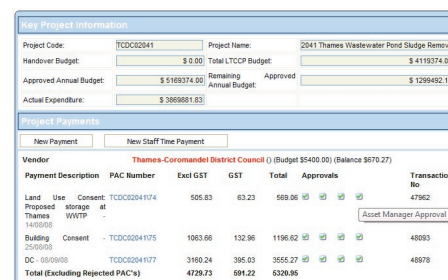 Key Project Information
Project Code: TCDC02041 Project Name: 2041 Thames Wastewater Pond Sludge Remov
Handover Budget: $ 0.00 Total LTCCP Budget: $ 4119374.0
Approved Annual Budget: $ 5169374.00 Remaining Approved Annual Budget: $ 1299492.1
Actual Expenditure: $ 3869881.83
Project Payments
New Payment New Staff Time Payment
Vendor Thames-Coromandel District Council () (Budget $5400.00) (Balance $670.27)
Payment Description PAC Number Excl GST GST Total Approvals Transactio
No
Land Use Consent: TCDC02041\74 505.83 63.23 569.06 47962
Proposed storage at
Thames WWTP -
14/08/08
Asset Manager Approval
Building Consent - TCDC02041\75 1063.66 132.96 1196.62 48093
25/08/08
DC - 08/09/08 TCDC02041\77 3160.24 395.03 3555.27 48978
Total (Excluding Rejected PAC's) 4729.73 591.22 5320.95